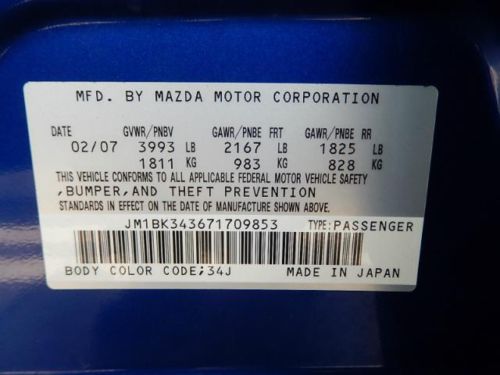 MFD. BY MAZDA MOTOR CORPORATION
DATE GVWR/PNBV GAWR/PNBE FRT GAWR/PNBE RR
02/07 3993 LB 2167 LB 1825 LB
1811 KG 983 KG 828 KG
THIS VEHICLE CONFORMS TO ALL APPLICABLE FEDERAL MOTOR VEHICLE SAFETY
,BUMPER,AND THEFT PREVENTION
STANDARDS IN EFFECT ON THE DATE OF MANUFACTURE SHOWN ABOVE.
JM1BK343671709853 TYPE:PASSENGER
BODY COLOR CODE;34J MADE IN JAPAN